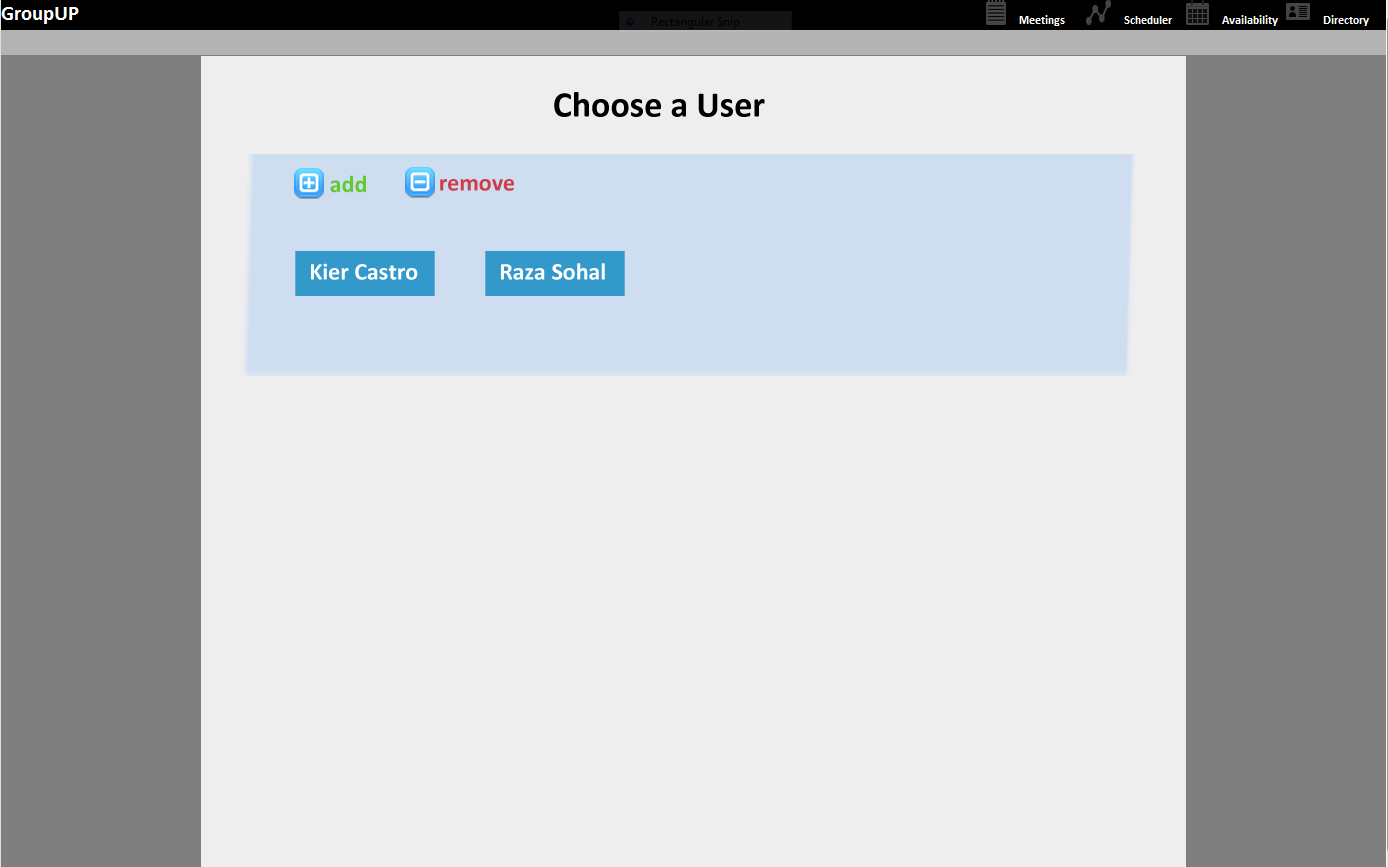 GroupUP
Rectangular Snip
Meetings
Scheduler
Availability
Directory
Choose a User
add
remove
Kier Castro
Raza Sohal